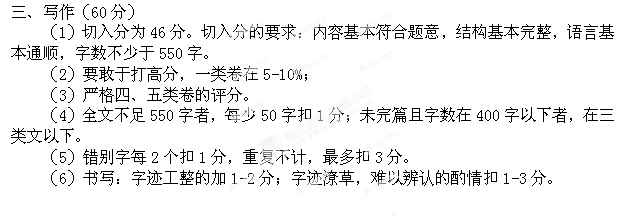 三、写作（60分）
（1）切入分为46分。切入分的要求：内容基本符合题意，结构基本完整，语言基
本通顺，字数不少于550字。
（2）要敢于打高分，一类卷在5-10%；
（3）严格四、五类卷的评分。
（4）全文不足550字者，每少50字扣1分；未完篇且字数在400字以下者，在三
类文以下。
（5）错别字每2个扣1分，重复不计，最多扣3分。
（6）书写：字迹工整的加1-2分；字迹潦草，难以辨认的酌情扣1-3分。